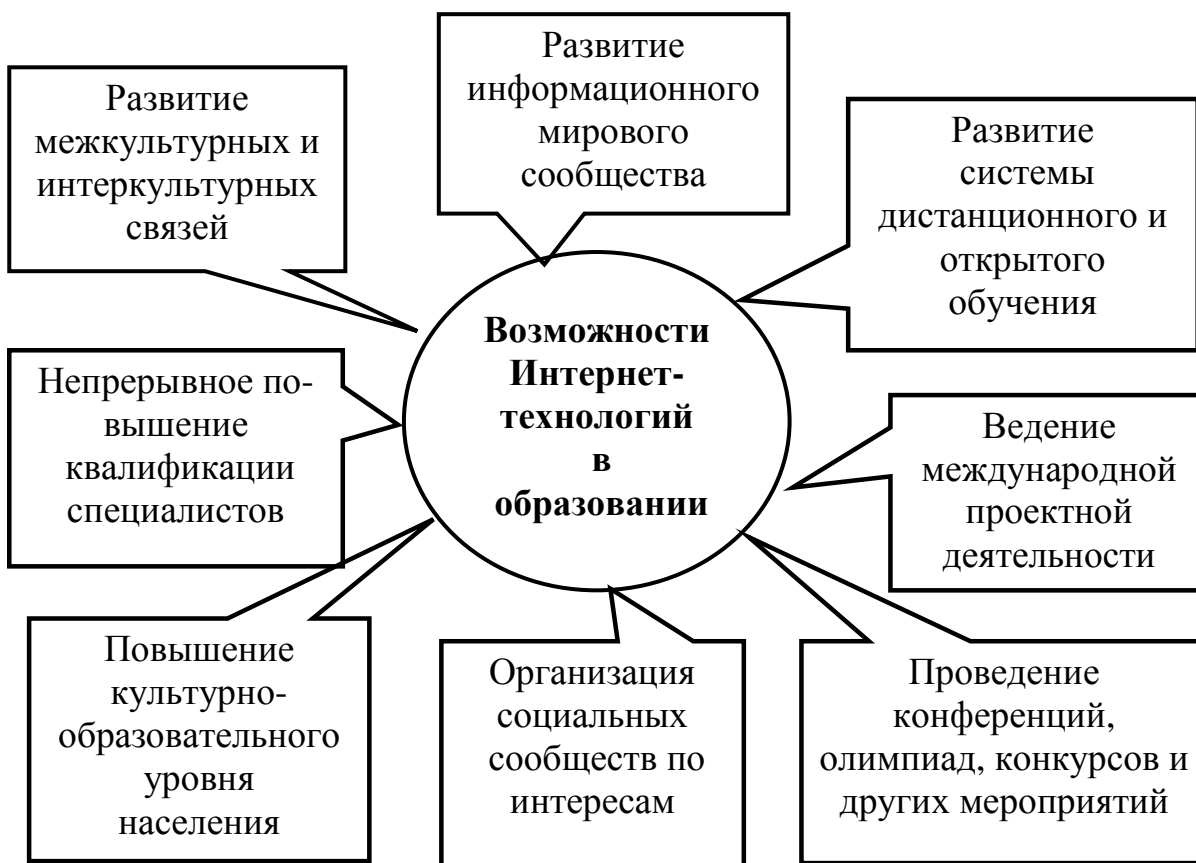 Развитие
межкультурных и
интеркультурных
связей
Развитие
информационного
мирового
сообщества
Развитие
системы
дистанционного и
открытого
обучения
Возможности
Интернет-
технологий
в
образовании
Непрерывное по-
вышение
квалификации
специалистов
Ведение
международной
проектной
деятельности
Повышение
культурно-
образовательного
уровня
населения
Организация
социальных
сообществ по
интересам
Проведение
конференций,
олимпиад, конкурсов и
других мероприятий